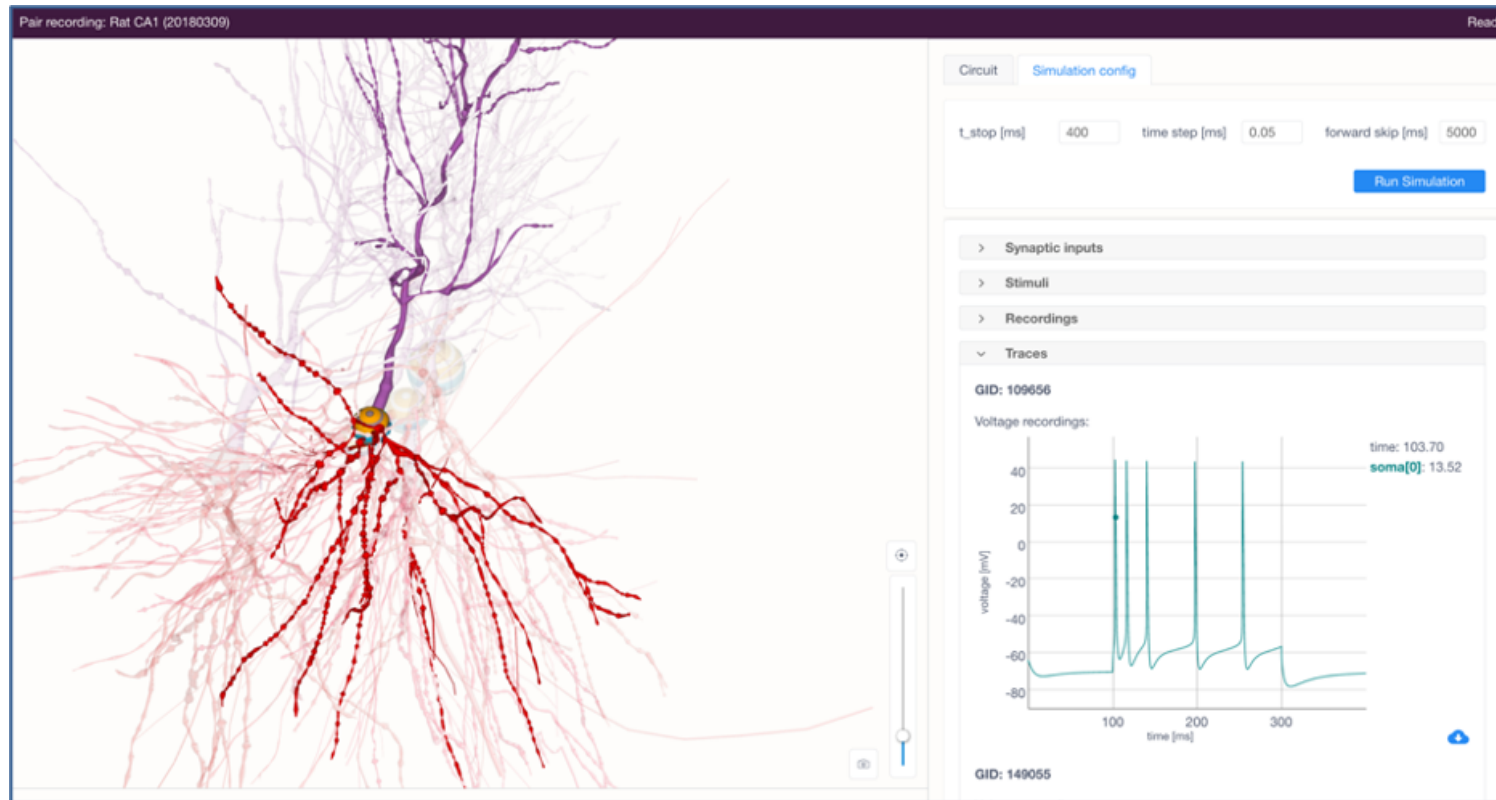 Pair recording: Rat CA1 (20180309)
Circuit
Simulation config
t_stop [ms] 400 time step [ms] 0.05 forward skip [ms] 5000
Run Simulation
Synaptic inputs
Stimuli
Recordings
Traces
GID: 109656
Voltage recordings:
time: 103.70
soma[0]: 13.52
40
20
0
-20
-40
-60
-80
voltage [mV]
100 200 300
time [ms]
GID: 149055